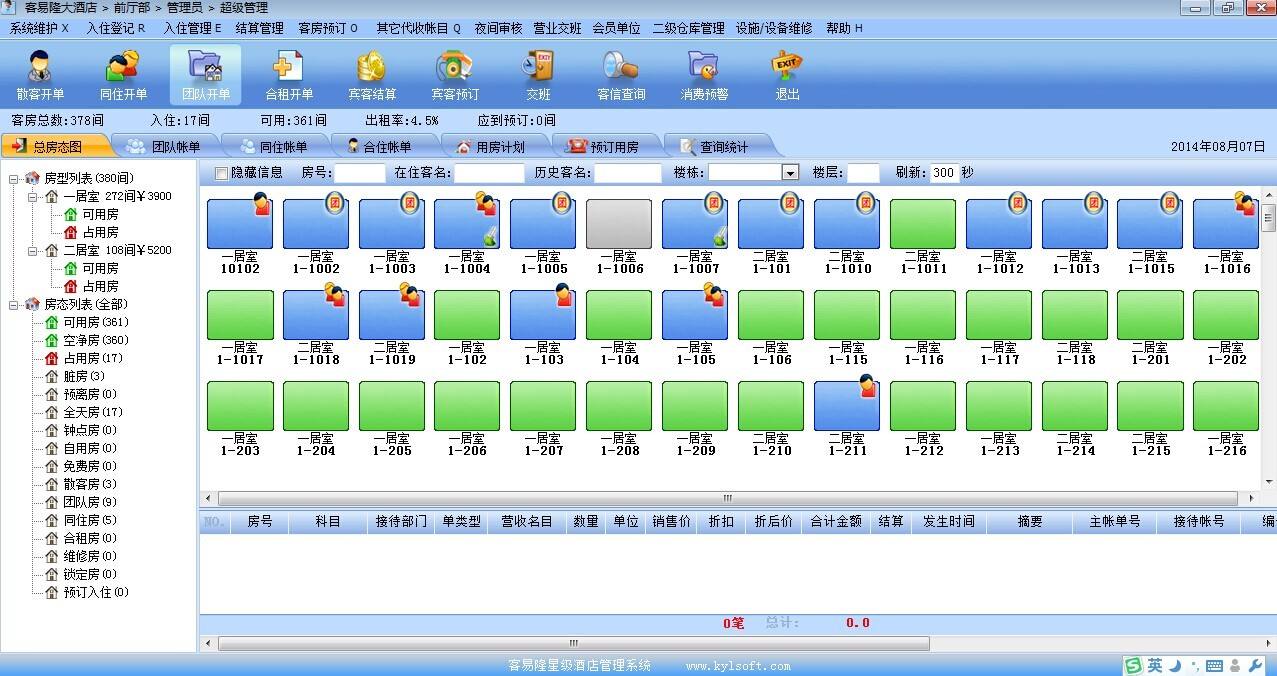 客易隆大酒店 > 前厅部 > 管理员 > 超级管理
系统维护 X 入住登记 R 入住管理 E 结算管理 客房预订 O 其它代收帐目 Q 夜间审核 营业交班 会员单位 二级仓库管理 设施/设备维修 帮助 H
散客开单 同住开单 团队开单 合租开单 宾客结算 宾客预订 交班 客信查询 消费预警 退出
客房总数:378间 入住:17间 可用:361间 出租率:4.5% 应到预订:0间
总房态图 团队帐单 同住帐单 合住帐单 用房计划 预订用房 查询统计 2014年08月07日
隐藏信息 房号: 在住客名: 历史客名: 楼栋: 楼层: 刷新: 300 秒
房型列表(380间)
一居室 272间¥3900
可用房
占用房
二居室 108间¥5200
可用房
占用房
房态列表(全部)
可用房(361)
空净房(360)
占用房(17)
脏房(3)
预离房(0)
全天房(17)
钟点房(0)
自用房(0)
免费房(0)
散客房(3)
团队房(9)
同住房(5)
合租房(0)
维修房(0)
锁定房(0)
预订入住(0)
团 团 团 团 团 团 团 团 团 团
一居室 一居室 一居室 一居室 一居室 一居室 一居室 二居室 二居室 二居室 一居室 一居室 二居室 一居室
10102 1-1002 1-1003 1-1004 1-1005 1-1006 1-1007 1-101 1-1010 1-1011 1-1012 1-1013 1-1015 1-1016
一居室 二居室 二居室 一居室 一居室 一居室 一居室 一居室 一居室 一居室 一居室 二居室 二居室 一居室
1-1017 1-1018 1-1019 1-102 1-103 1-104 1-105 1-106 1-115 1-116 1-117 1-118 1-201 1-202
一居室 一居室 一居室 一居室 一居室 一居室 一居室 二居室 二居室 一居室 一居室 二居室 二居室 一居室
1-203 1-204 1-205 1-206 1-207 1-208 1-209 1-210 1-211 1-212 1-213 1-214 1-215 1-216
NO. 房号 科目 接待部门 单类型 营收名目 数量 单位 销售价 折扣 折后价 合计金额 结算 发生时间 摘要 主帐单号 接待帐号 编
0笔 总计: 0.0
客易隆星级酒店管理系统 www.kylsoft.com
英